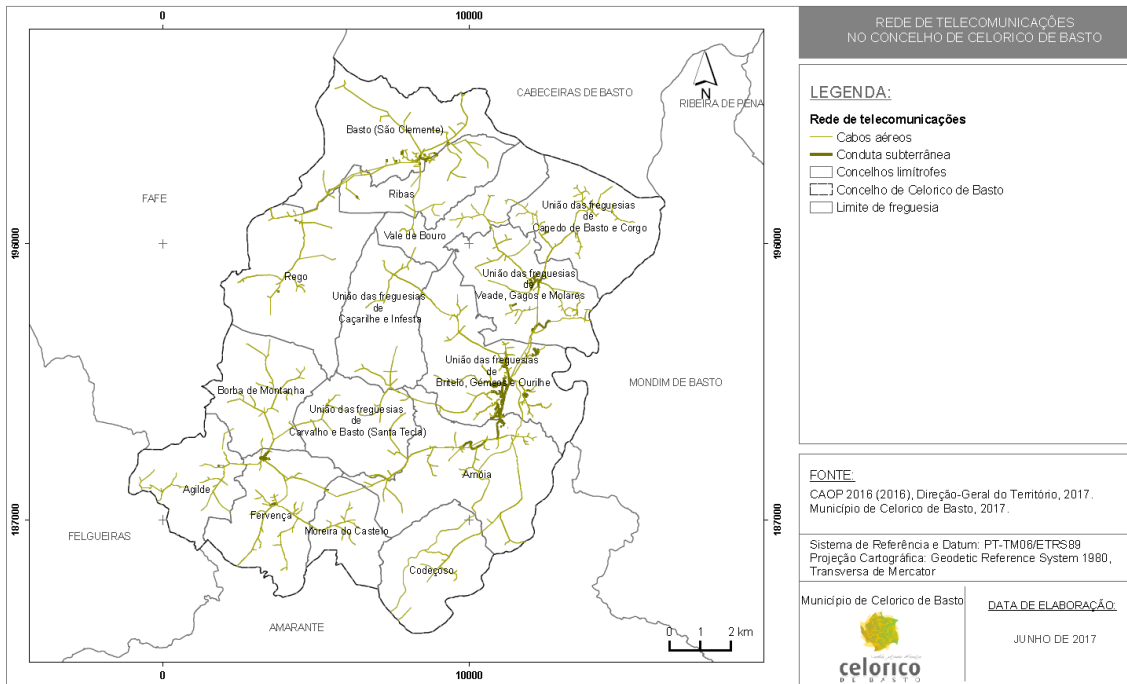 0
10000
REDE DE TELECOMUNICAÇÕES
NO CONCELHO DE CELORICO DE BASTO
N
CABECEIRAS DE BASTO
RIBEIRA DE PENA
FAFE
MONDIM DE BASTO
FELGUEIRAS
AMARANTE
196000
196000
187000
187000
Basto (São Clemente)
Ribas
União das freguesias
de
Canedo de Basto e Corgo
Vale de Bouro
Rego
União das freguesias
de
Veade, Gagos e Molares
União das freguesias
de
Caçarilhe e Infesta
União das freguesias
de
Britelo, Gémeos e Ourilhe
Borba de Montanha
União das freguesias
de
Carvalho e Basto (Santa Tecla)
Arnóia
Agilde
Fervença
Moreira do Castelo
Codeçoso
0 1 2 km
0
10000
LEGENDA:
Rede de telecomunicações
Cabos aéreos
Conduta subterrânea
Concelhos limítrofes
Concelho de Celorico de Basto
Limite de freguesia
FONTE:
CAOP 2016 (2016), Direção-Geral do Território, 2017.
Município de Celorico de Basto, 2017.
Sistema de Referência e Datum: PT-TM06/ETRS89
Projeção Cartográfica: Geodetic Reference System 1980,
Transversa de Mercator
Município de Celorico de Basto
celorico
DE BASTO
DATA DE ELABORAÇÃO:
JUNHO DE 2017